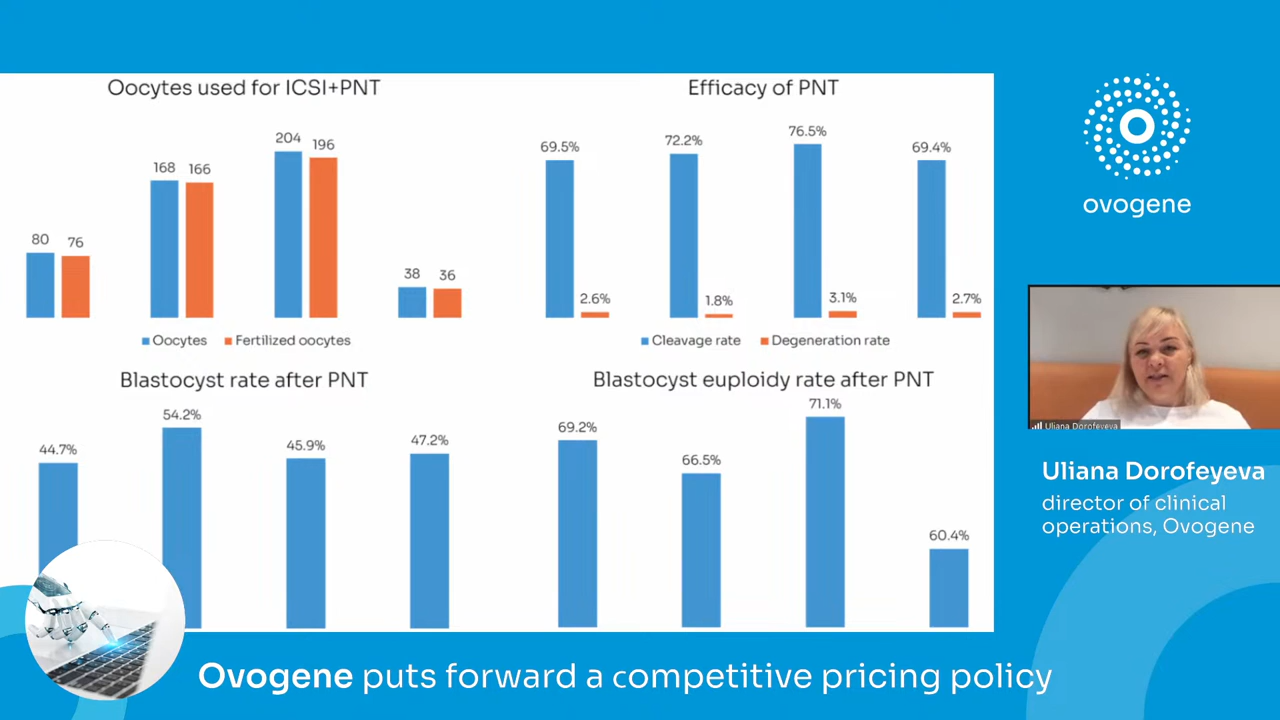 Oocytes used for ICSI+PNT
80 76 168 166 204 196 38 36
Oocytes Fertilized oocytes
Efficacy of PNT
69.5% 2.6% 72.2% 1.8% 76.5% 3.1% 69.4% 2.7%
Cleavage rate Degeneration rate
Blastocyst rate after PNT
44.7% 54.2% 45.9% 47.2%
Blastocyst euploidy rate after PNT
69.2% 66.5% 71.1% 60.4%
ovogene
Uliana Dorofeyeva
Uliana Dorofeyeva
director of clinical
operations, Ovogene
Ovogene puts forward a competitive pricing policy